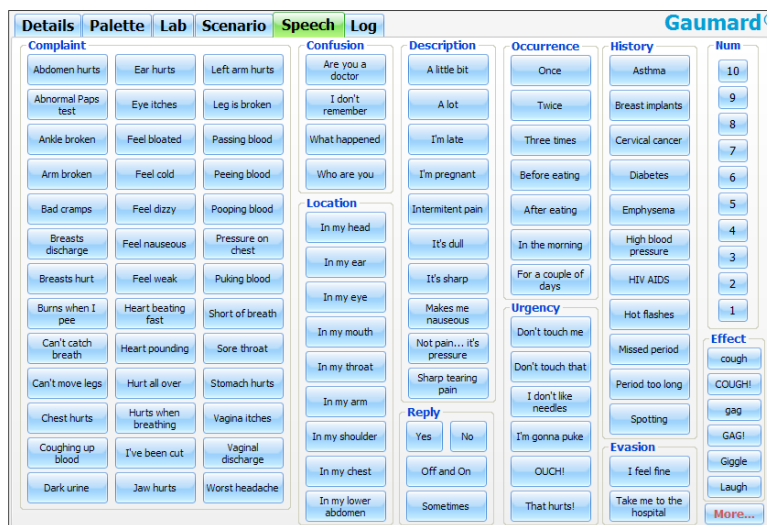 Details
Palette
Lab
Scenario
Speech
Log
Gaumard
Complaint
Abdomen hurts
Ear hurts
Left arm hurts
Abnormal Paps
test
Eye itches
Leg is broken
Ankle broken
Feel bloated
Passing blood
Arm broken
Feel cold
Peeing blood
Bad cramps
Feel dizzy
Pooping blood
Breasts
discharge
Feel nauseous
Pressure on
chest
Breasts hurt
Feel weak
Puking blood
Burns when I
pee
Heart beating
fast
Short of breath
Can't catch
breath
Heart pounding
Sore throat
Can't move legs
Hurt all over
Stomach hurts
Chest hurts
Hurts when
breathing
Vagina itches
Coughing up
blood
I've been cut
Vaginal
discharge
Dark urine
Jaw hurts
Worst headache
Confusion
Are you a
doctor
I don't
remember
What happened
Who are you
Location
In my head
In my ear
In my eye
In my mouth
In my throat
In my arm
In my shoulder
In my chest
In my lower
abdomen
Description
A little bit
A lot
I'm late
I'm pregnant
Intermitent pain
It's dull
It's sharp
Makes me
nauseous
Not pain... it's
pressure
Sharp tearing
pain
Reply
Yes
No
Off and On
Sometimes
Occurrence
Once
Twice
Three times
Before eating
After eating
In the morning
For a couple of
days
Urgency
Don't touch me
Don't touch that
I don't like
needles
I'm gonna puke
OUCH!
That hurts!
History
Asthma
Breast implants
Cervical cancer
Diabetes
Emphysema
High blood
pressure
HIV AIDS
Hot flashes
Missed period
Period too long
Spotting
Evasion
I feel fine
Take me to the
hospital
Num
10
9
8
7
6
5
4
3
2
1
Effect
cough
COUGH!
gag
GAG!
Giggle
Laugh
More...